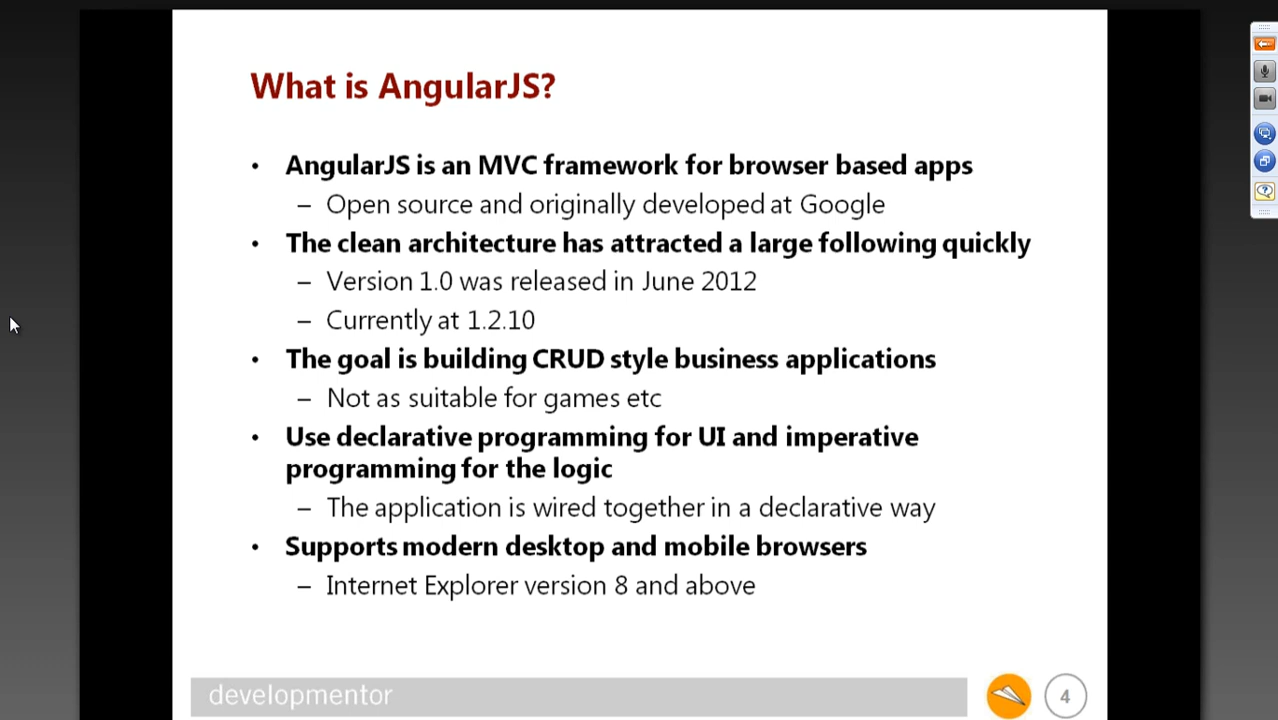 What is AngularJS?
• AngularJS is an MVC framework for browser based apps
– Open source and originally developed at Google
• The clean architecture has attracted a large following quickly
– Version 1.0 was released in June 2012
– Currently at 1.2.10
• The goal is building CRUD style business applications
– Not as suitable for games etc
• Use declarative programming for UI and imperative
programming for the logic
– The application is wired together in a declarative way
• Supports modern desktop and mobile browsers
– Internet Explorer version 8 and above
developmentor
4